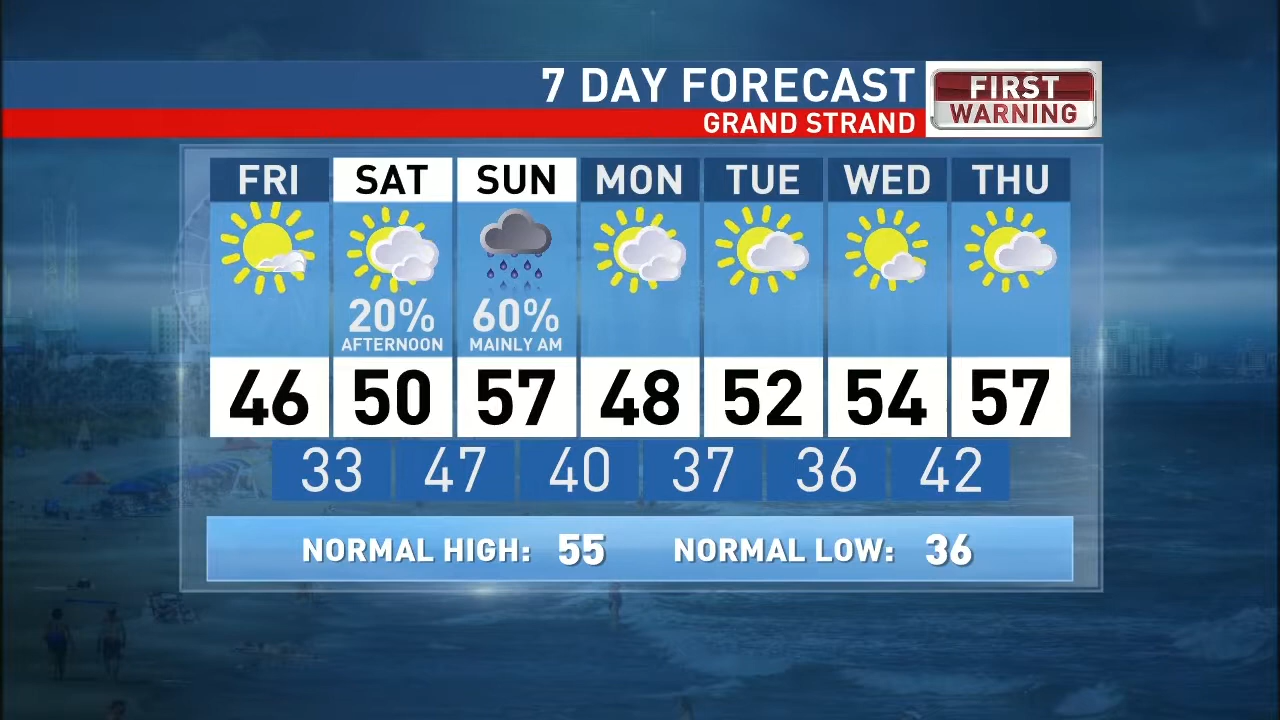 7 DAY FORECAST
GRAND STRAND
FIRST
WARNING
FRI SAT SUN MON TUE WED THU
20% 60%
AFTERNOON MAINLY AM
46 50 57 48 52 54 57
33 47 40 37 36 42
NORMAL HIGH: 55 NORMAL LOW: 36